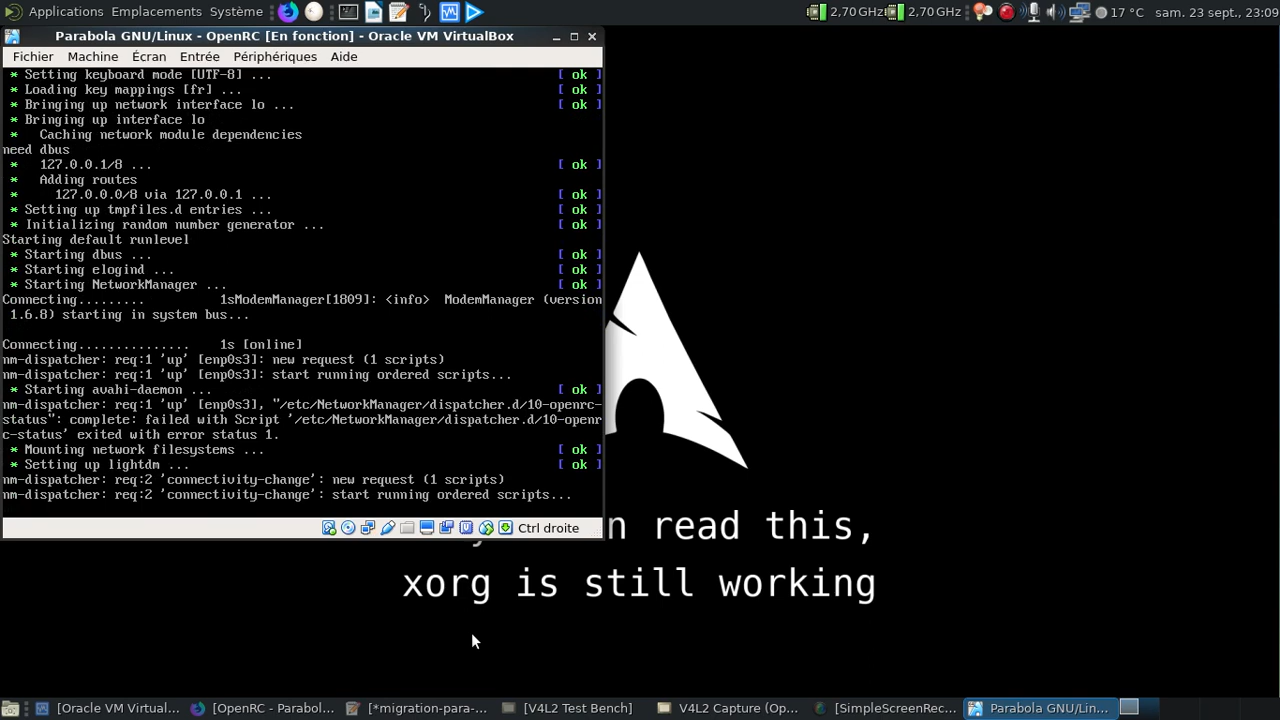 Applications Emplacements Système 2,70 GHz 2,70 GHz 17 °C sam. 23 sept., 23:09
Parabola GNU/Linux - OpenRC [En fonction] - Oracle VM VirtualBox
Fichier Machine Écran Entrée Périphériques Aide
* Setting keyboard mode [UTF-8] ... [ ok ]
* Loading key mappings [fr] ... [ ok ]
* Bringing up network interface lo ... [ ok ]
* Bringing up interface lo
* Caching network module dependencies
need dbus
* 127.0.0.1/8 ... [ ok ]
* Adding routes
* 127.0.0.0/8 via 127.0.0.1 ... [ ok ]
* Setting up tmpfiles.d entries ... [ ok ]
* Initializing random number generator ... [ ok ]
Starting default runlevel
* Starting dbus ... [ ok ]
* Starting elogind ... [ ok ]
* Starting NetworkManager ... [ ok ]
Connecting......... 1sModemManager[1809]: <info> ModemManager (version
1.6.8) starting in system bus...
Connecting............... 1s [online]
nm-dispatcher: req:1 'up' [enp0s3]: new request (1 scripts)
nm-dispatcher: req:1 'up' [enp0s3]: start running ordered scripts...
* Starting avahi-daemon ... [ ok ]
nm-dispatcher: req:1 'up' [enp0s3], "/etc/NetworkManager/dispatcher.d/10-openrc-
status": complete: failed with Script '/etc/NetworkManager/dispatcher.d/10-openr
c-status' exited with error status 1.
* Mounting network filesystems ... [ ok ]
* Setting up lightdm ... [ ok ]
nm-dispatcher: req:2 'connectivity-change': new request (1 scripts)
nm-dispatcher: req:2 'connectivity-change': start running ordered scripts...
Ctrl droite
read this,
xorg is still working
[Oracle VM Virtual... [OpenRC - Parabol... [*migration-para-... [V4L2 Test Bench] V4L2 Capture (Op... [SimpleScreenRec... Parabola GNU/Lin...